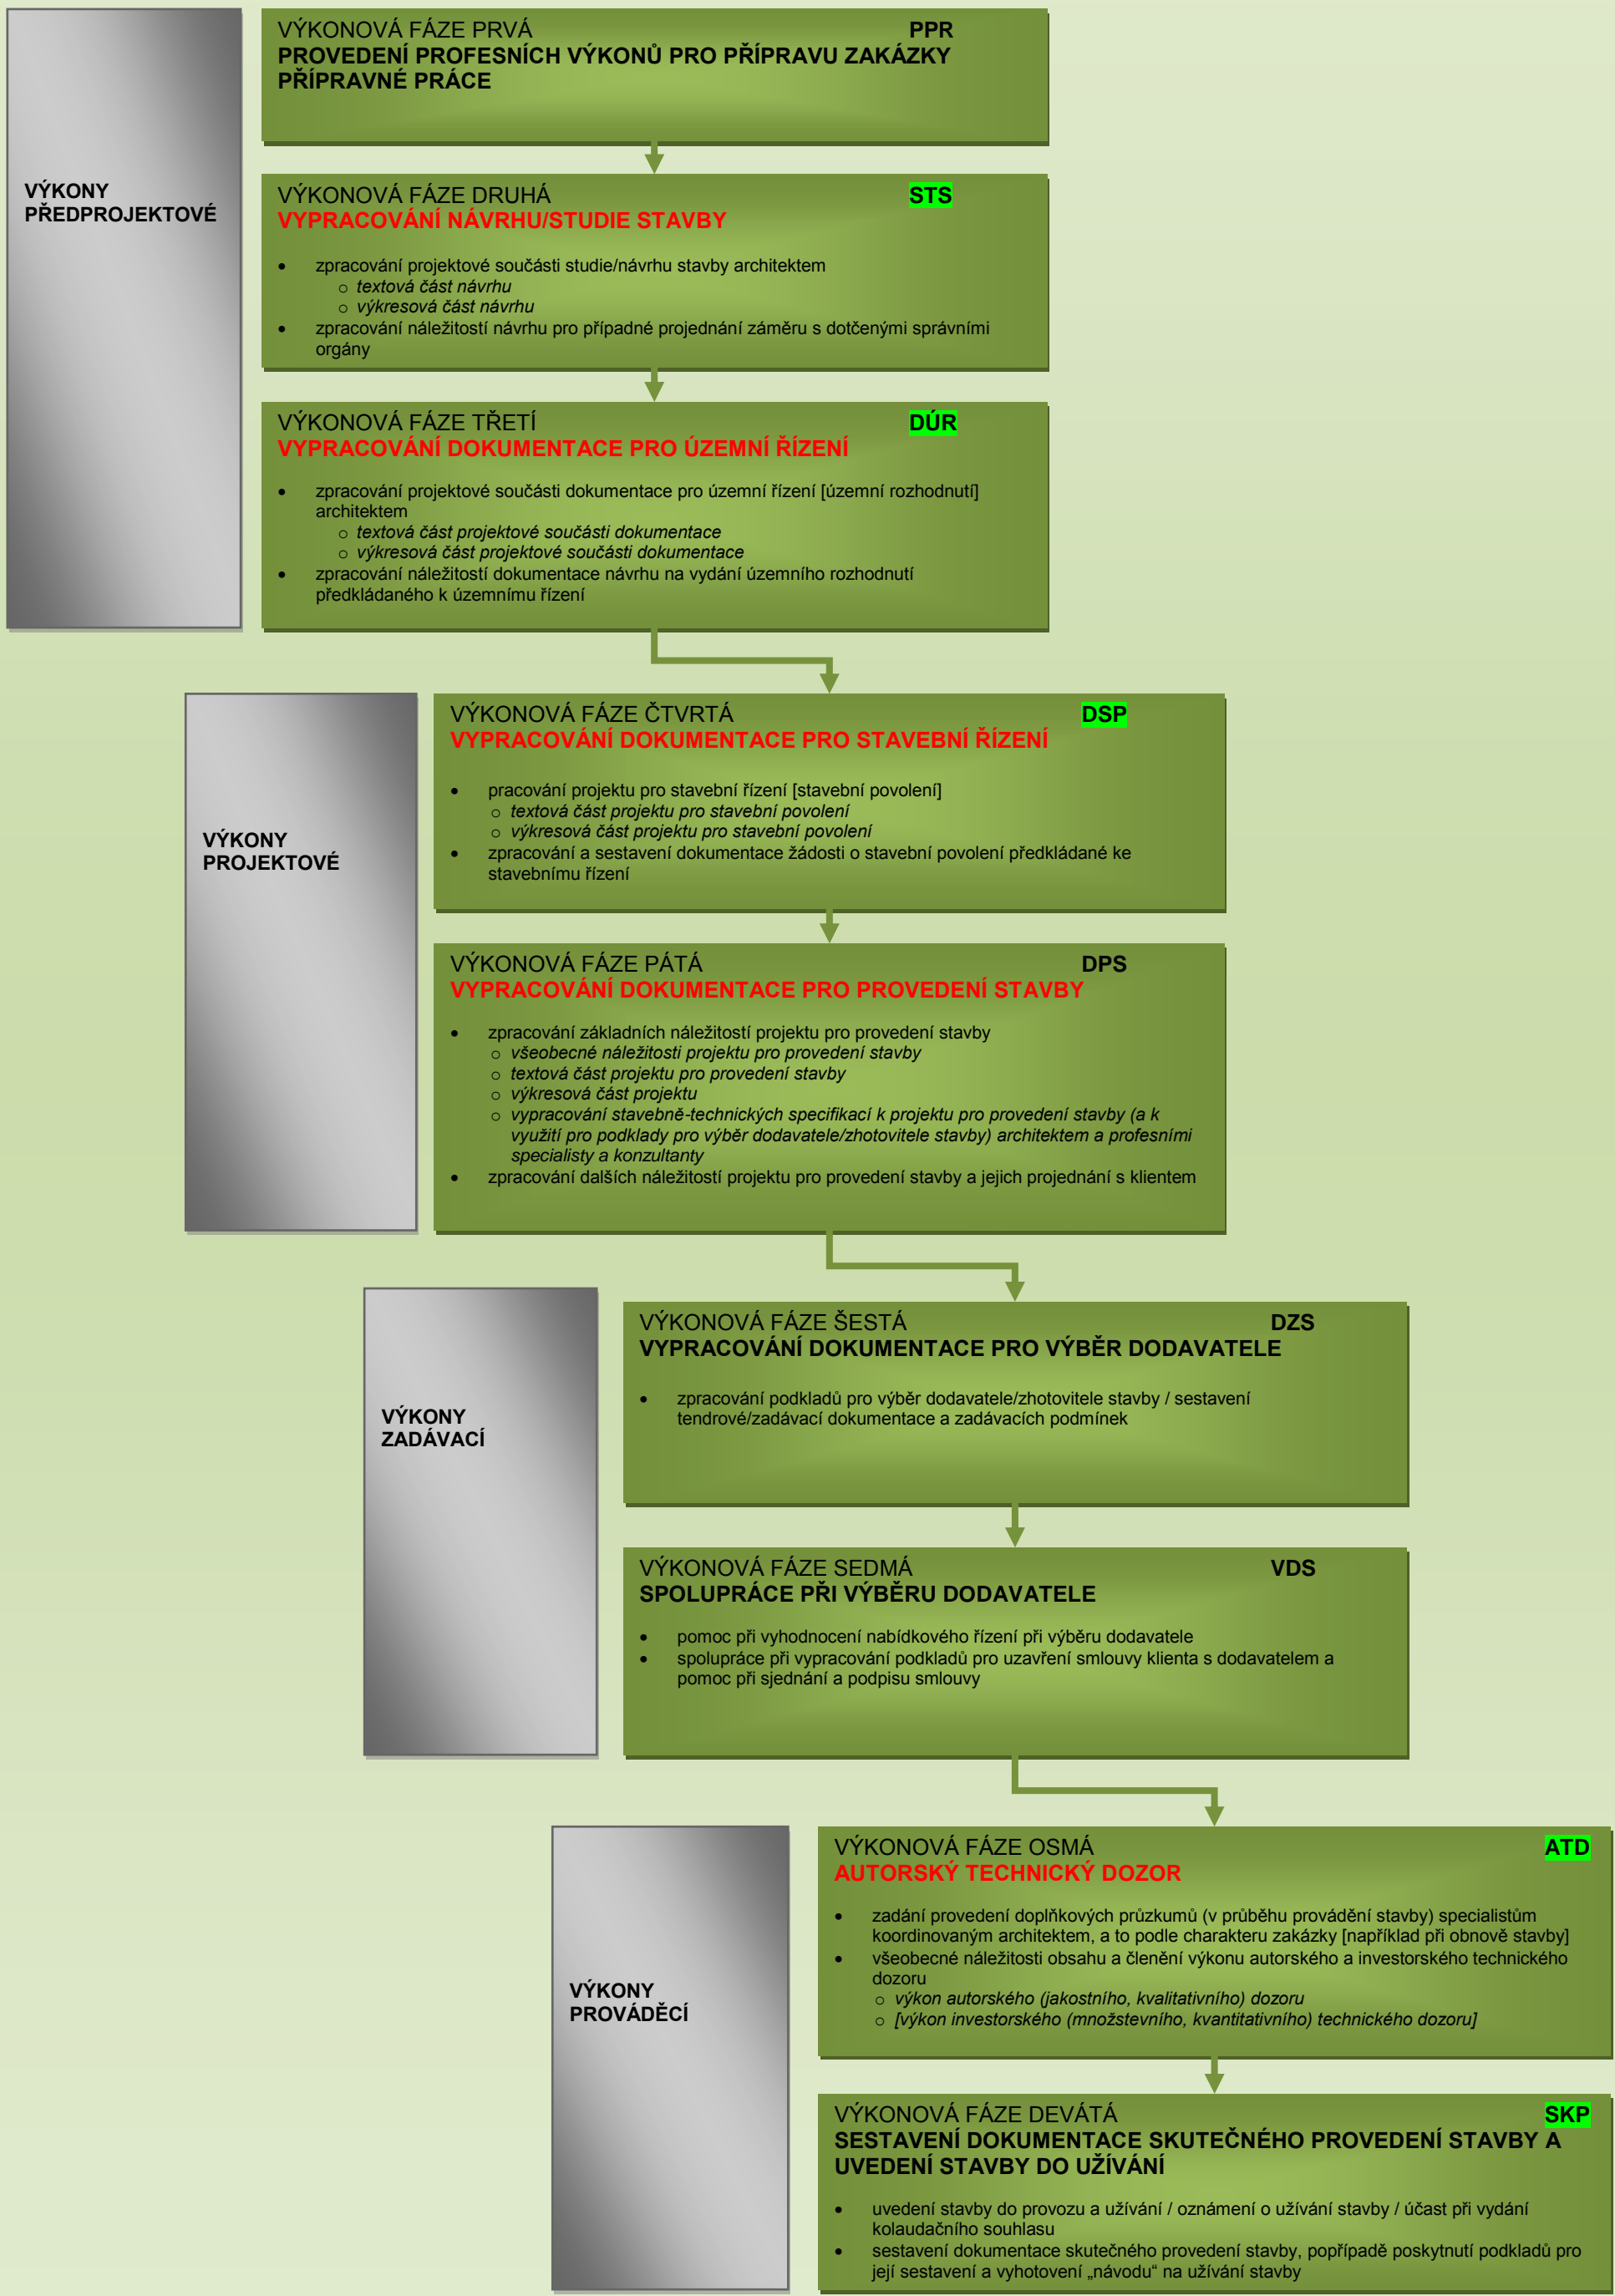 VÝKONY
PŘEDPROJEKTOVÉ
VÝKONOVÁ FÁZE PRVÁ PPR
PROVEDENÍ PROFESNÍCH VÝKONŮ PRO PŘÍPRAVU ZAKÁZKY
PŘÍPRAVNÉ PRÁCE
VÝKONOVÁ FÁZE DRUHÁ STS
VYPRACOVÁNÍ NÁVRHU/STUDIE STAVBY
• zpracování projektové součásti studie/návrhu stavby architektem
o textová část návrhu
o výkresová část návrhu
• zpracování náležitostí návrhu pro případné projednání záměru s dotčenými správními
orgány
VÝKONOVÁ FÁZE TŘETÍ DÚR
VYPRACOVÁNÍ DOKUMENTACE PRO ÚZEMNÍ ŘÍZENÍ
• zpracování projektové součásti dokumentace pro územní řízení [územní rozhodnutí]
architektem
o textová část projektové součásti dokumentace
o výkresová část projektové součásti dokumentace
• zpracování náležitostí dokumentace návrhu na vydání územního rozhodnutí
předkládaného k územnímu řízení
VÝKONY
PROJEKTOVÉ
VÝKONOVÁ FÁZE ČTVRTÁ DSP
VYPRACOVÁNÍ DOKUMENTACE PRO STAVEBNÍ ŘÍZENÍ
• pracování projektu pro stavební řízení [stavební povolení]
o textová část projektu pro stavební povolení
o výkresová část projektu pro stavební povolení
• zpracování a sestavení dokumentace žádosti o stavební povolení předkládané ke
stavebnímu řízení
VÝKONOVÁ FÁZE PÁTÁ DPS
VYPRACOVÁNÍ DOKUMENTACE PRO PROVEDENÍ STAVBY
• zpracování základních náležitostí projektu pro provedení stavby
o všeobecné náležitosti projektu pro provedení stavby
o textová část projektu pro provedení stavby
o výkresová část projektu
o vypracování stavebně-technických specifikací k projektu pro provedení stavby (a k
využití pro podklady pro výběr dodavatele/zhotovitele stavby) architektem a profesními
specialisty a konzultanty
• zpracování dalších náležitostí projektu pro provedení stavby a jejich projednání s klientem
VÝKONY
ZADÁVACÍ
VÝKONOVÁ FÁZE ŠESTÁ DZS
VYPRACOVÁNÍ DOKUMENTACE PRO VÝBĚR DODAVATELE
• zpracování podkladů pro výběr dodavatele/zhotovitele stavby / sestavení
tendrové/zadávací dokumentace a zadávacích podmínek
VÝKONOVÁ FÁZE SEDMÁ VDS
SPOLUPRÁCE PŘI VÝBĚRU DODAVATELE
• pomoc při vyhodnocení nabídkového řízení při výběru dodavatele
• spolupráce při vypracování podkladů pro uzavření smlouvy klienta s dodavatelem a
pomoc při sjednání a podpisu smlouvy
VÝKONY
PROVÁDĚCÍ
VÝKONOVÁ FÁZE OSMÁ ATD
AUTORSKÝ TECHNICKÝ DOZOR
• zadání provedení doplňkových průzkumů (v průběhu provádění stavby) specialistům
koordinovaným architektem, a to podle charakteru zakázky [například při obnově stavby]
• všeobecné náležitosti obsahu a členění výkonu autorského a investorského technického
dozoru
o výkon autorského (jakostního, kvalitativního) dozoru
o [výkon investorského (množstevního, kvantitativního) technického dozoru]
VÝKONOVÁ FÁZE DEVÁTÁ SKP
SESTAVENÍ DOKUMENTACE SKUTEČNÉHO PROVEDENÍ STAVBY A
UVEDENÍ STAVBY DO UŽÍVÁNÍ
• uvedení stavby do provozu a užívání / oznámení o užívání stavby / účast při vydání
kolaudačního souhlasu
• sestavení dokumentace skutečného provedení stavby, popřípadě poskytnutí podkladů pro
její sestavení a vyhotovení „návodu“ na užívání stavby